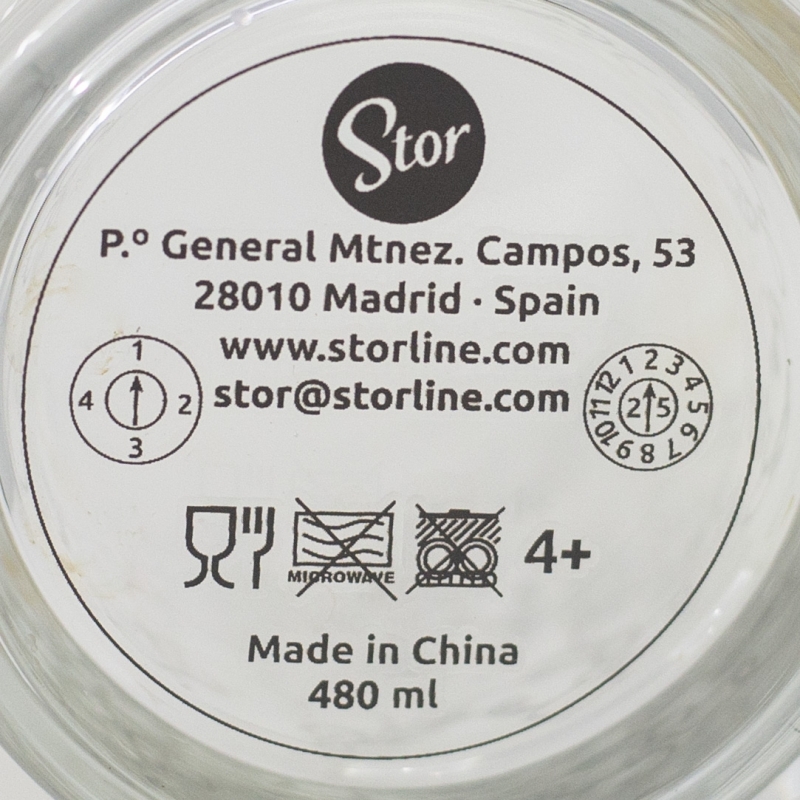 Stor
P.º General Mtnez. Campos, 53
28010 Madrid · Spain
www.storline.com
stor@storline.com
1
2
3
4
1 2 3 4 5 6 7 8 9 10 11 12
2 5
MICROWAVE
4+
Made in China
480 ml